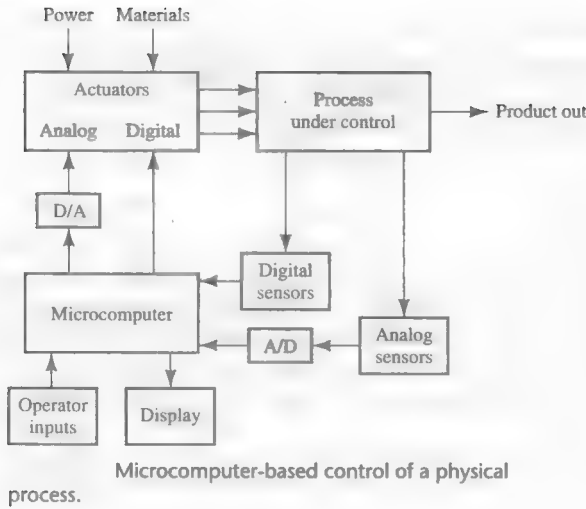 Power Materials
Actuators
Analog Digital
Process
under control
Product out
D/A
Digital
sensors
Microcomputer
A/D
Analog
sensors
Operator
inputs
Display
Microcomputer-based control of a physical
process.